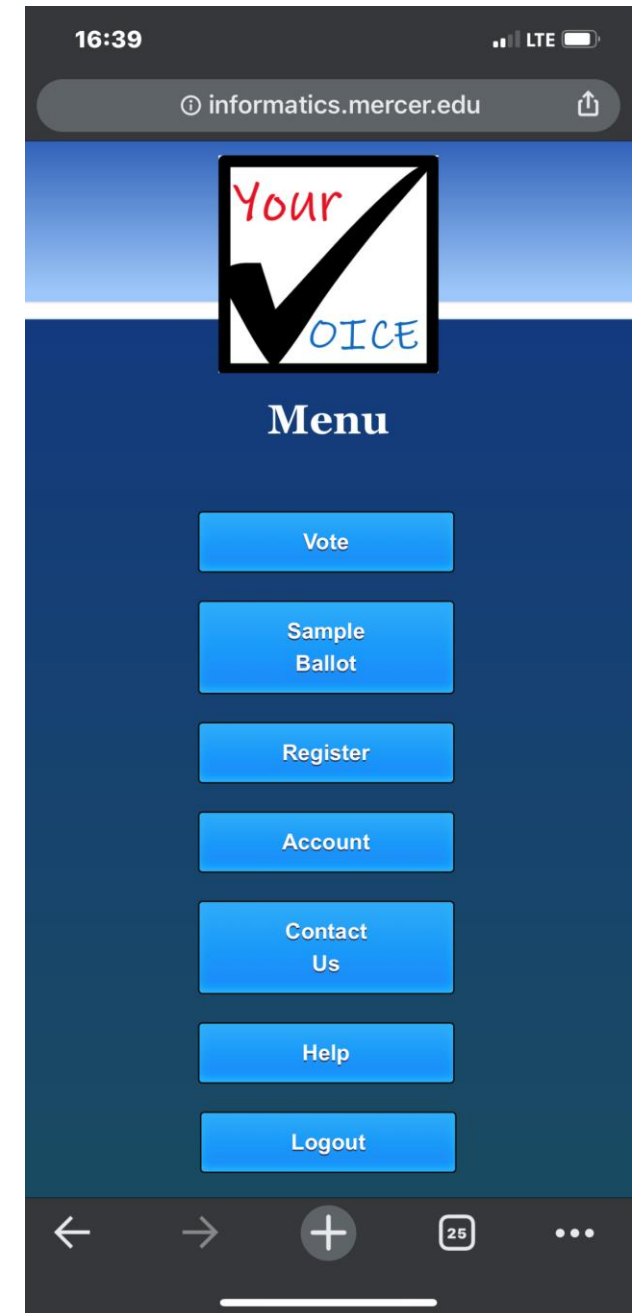 16:39 LTE
informatics.mercer.edu
Your
OICE
Menu
Vote
Sample
Ballot
Register
Account
Contact
Us
Help
Logout
25